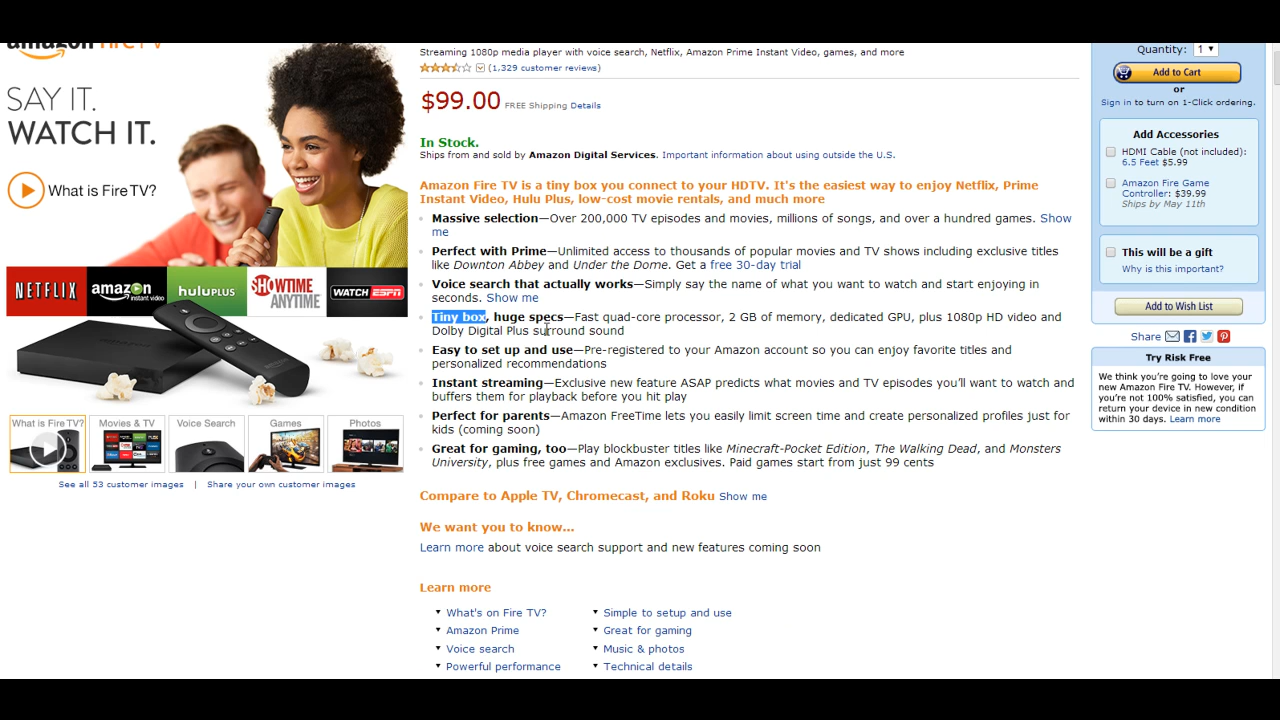 amazon fire TV
SAY IT.
WATCH IT.
What is Fire TV?
NETFLIX
amazon
instant video
huluPLUS
SHOWTIME
ANYTIME
WATCH ESPN
What is FireTV?
Movies & TV
Voice Search
Games
Photos
See all 53 customer images | Share your own customer images
Streaming 1080p media player with voice search, Netflix, Amazon Prime Instant Video, games, and more
(1,329 customer reviews)
$99.00 FREE Shipping Details
In Stock.
Ships from and sold by Amazon Digital Services. Important information about using outside the U.S.
Amazon Fire TV is a tiny box you connect to your HDTV. It's the easiest way to enjoy Netflix, Prime
Instant Video, Hulu Plus, low-cost movie rentals, and much more
Massive selection—Over 200,000 TV episodes and movies, millions of songs, and over a hundred games. Show
me
Perfect with Prime—Unlimited access to thousands of popular movies and TV shows including exclusive titles
like Downton Abbey and Under the Dome. Get a free 30-day trial
Voice search that actually works—Simply say the name of what you want to watch and start enjoying in
seconds. Show me
Tiny box, huge specs—Fast quad-core processor, 2 GB of memory, dedicated GPU, plus 1080p HD video and
Dolby Digital Plus surround sound
Easy to set up and use—Pre-registered to your Amazon account so you can enjoy favorite titles and
personalized recommendations
Instant streaming—Exclusive new feature ASAP predicts what movies and TV episodes you'll want to watch and
buffers them for playback before you hit play
Perfect for parents—Amazon FreeTime lets you easily limit screen time and create personalized profiles just for
kids (coming soon)
Great for gaming, too—Play blockbuster titles like Minecraft-Pocket Edition, The Walking Dead, and Monsters
University, plus free games and Amazon exclusives. Paid games start from just 99 cents
Compare to Apple TV, Chromecast, and Roku Show me
We want you to know...
Learn more about voice search support and new features coming soon
Learn more
What's on Fire TV?
Amazon Prime
Voice search
Powerful performance
Simple to setup and use
Great for gaming
Music & photos
Technical details
Quantity: 1
Add to Cart
or
Sign in to turn on 1-Click ordering.
Add Accessories
HDMI Cable (not included):
6.5 Feet $5.99
Amazon Fire Game
Controller: $39.99
Ships by May 11th
This will be a gift
Why is this important?
Add to Wish List
Share
Try Risk Free
We think you're going to love your
new Amazon Fire TV. However, if
you're not 100% satisfied, you can
return your device in new condition
within 30 days. Learn more